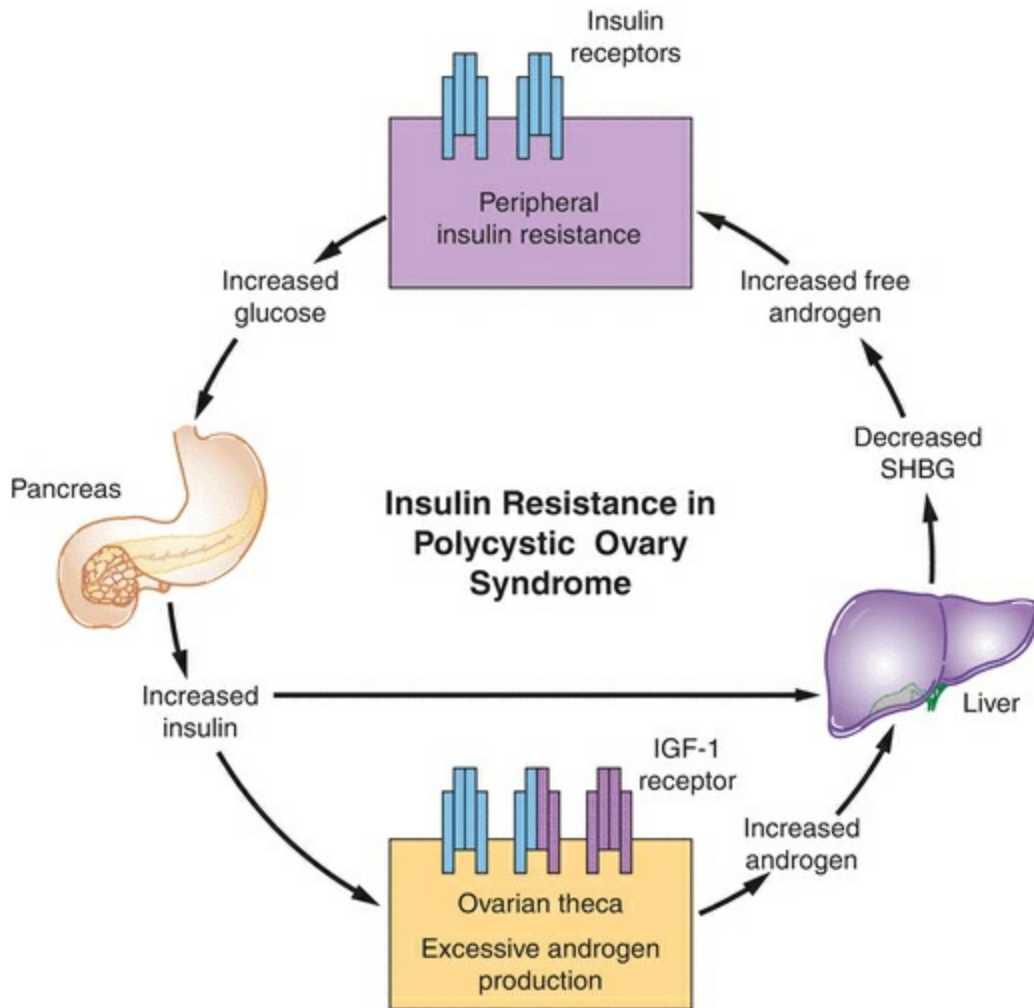 Insulin
receptors
Peripheral
insulin resistance
Increased
glucose
Increased free
androgen
Decreased
SHBG
Pancreas
Insulin Resistance in
Polycystic Ovary
Syndrome
Increased
insulin
Liver
IGF-1
receptor
Increased
androgen
Ovarian theca
Excessive androgen
production